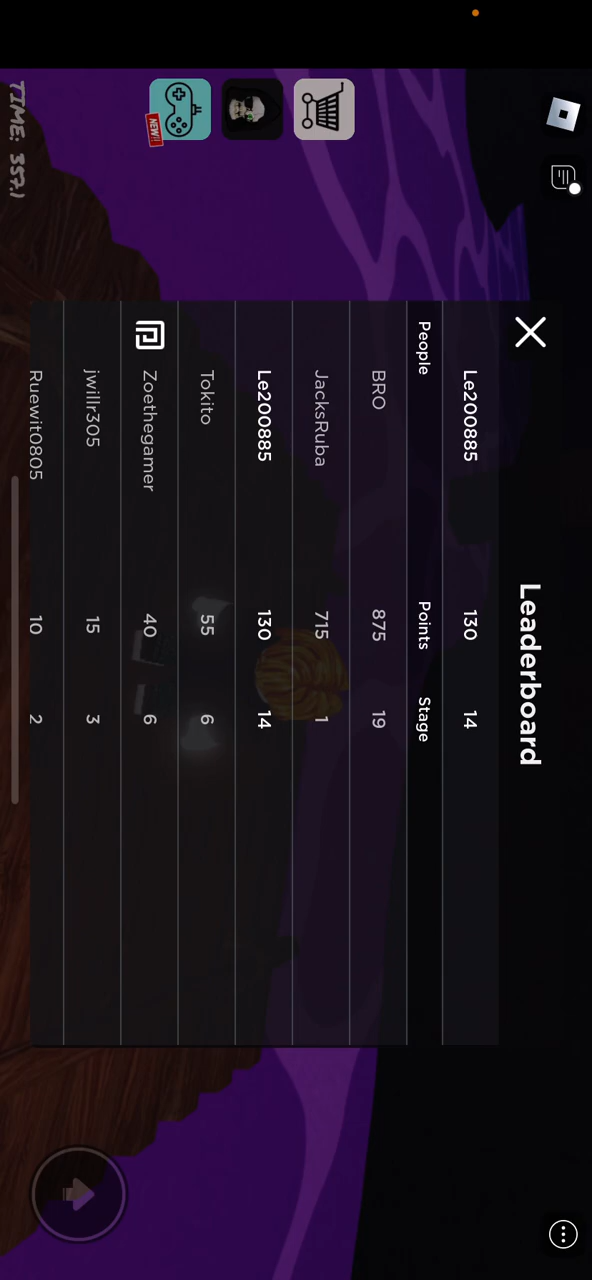 TIME: 357.1
NEW!!
Leaderboard
Le200885 130 14
People Points Stage
BRO 875 19
JacksRuba 715 1
Le200885 130 14
Tokito 55 6
Zoethegamer 40 6
jwillr305 15 3
Ruewit0805 10 2